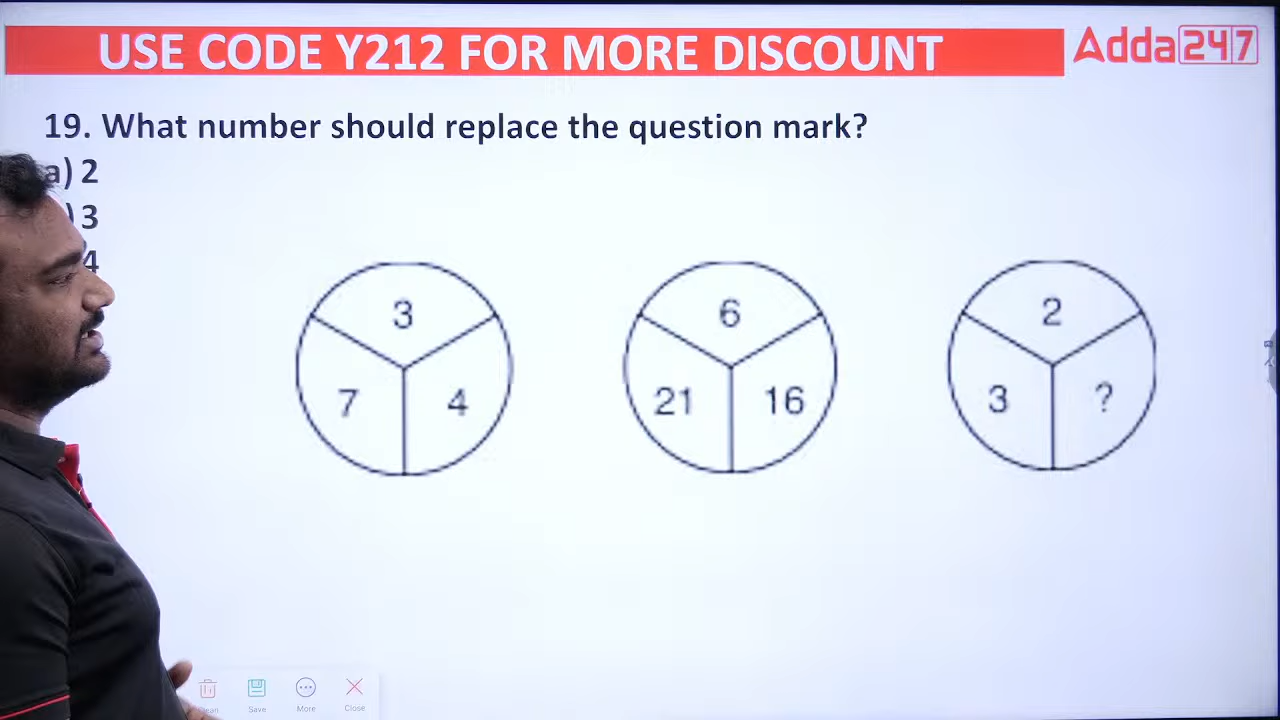 USE CODE Y212 FOR MORE DISCOUNT
Adda247
19. What number should replace the question mark?
a) 2
) 3
4
3
7 4
6
21 16
2
3 ?
Save
More
Close